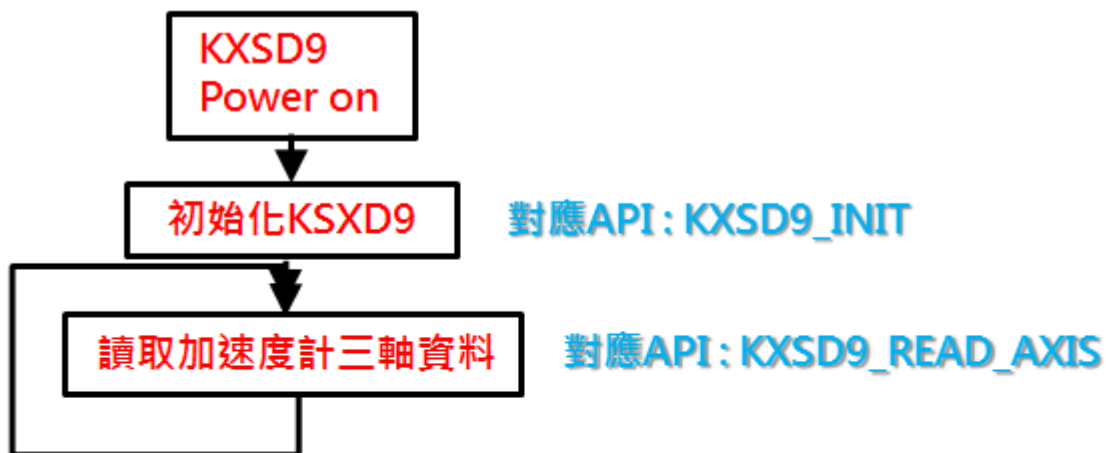 KXSD9
Power on
初始化KSXD9
對應API : KXSD9_INIT
讀取加速度計三軸資料
對應API : KXSD9_READ_AXIS